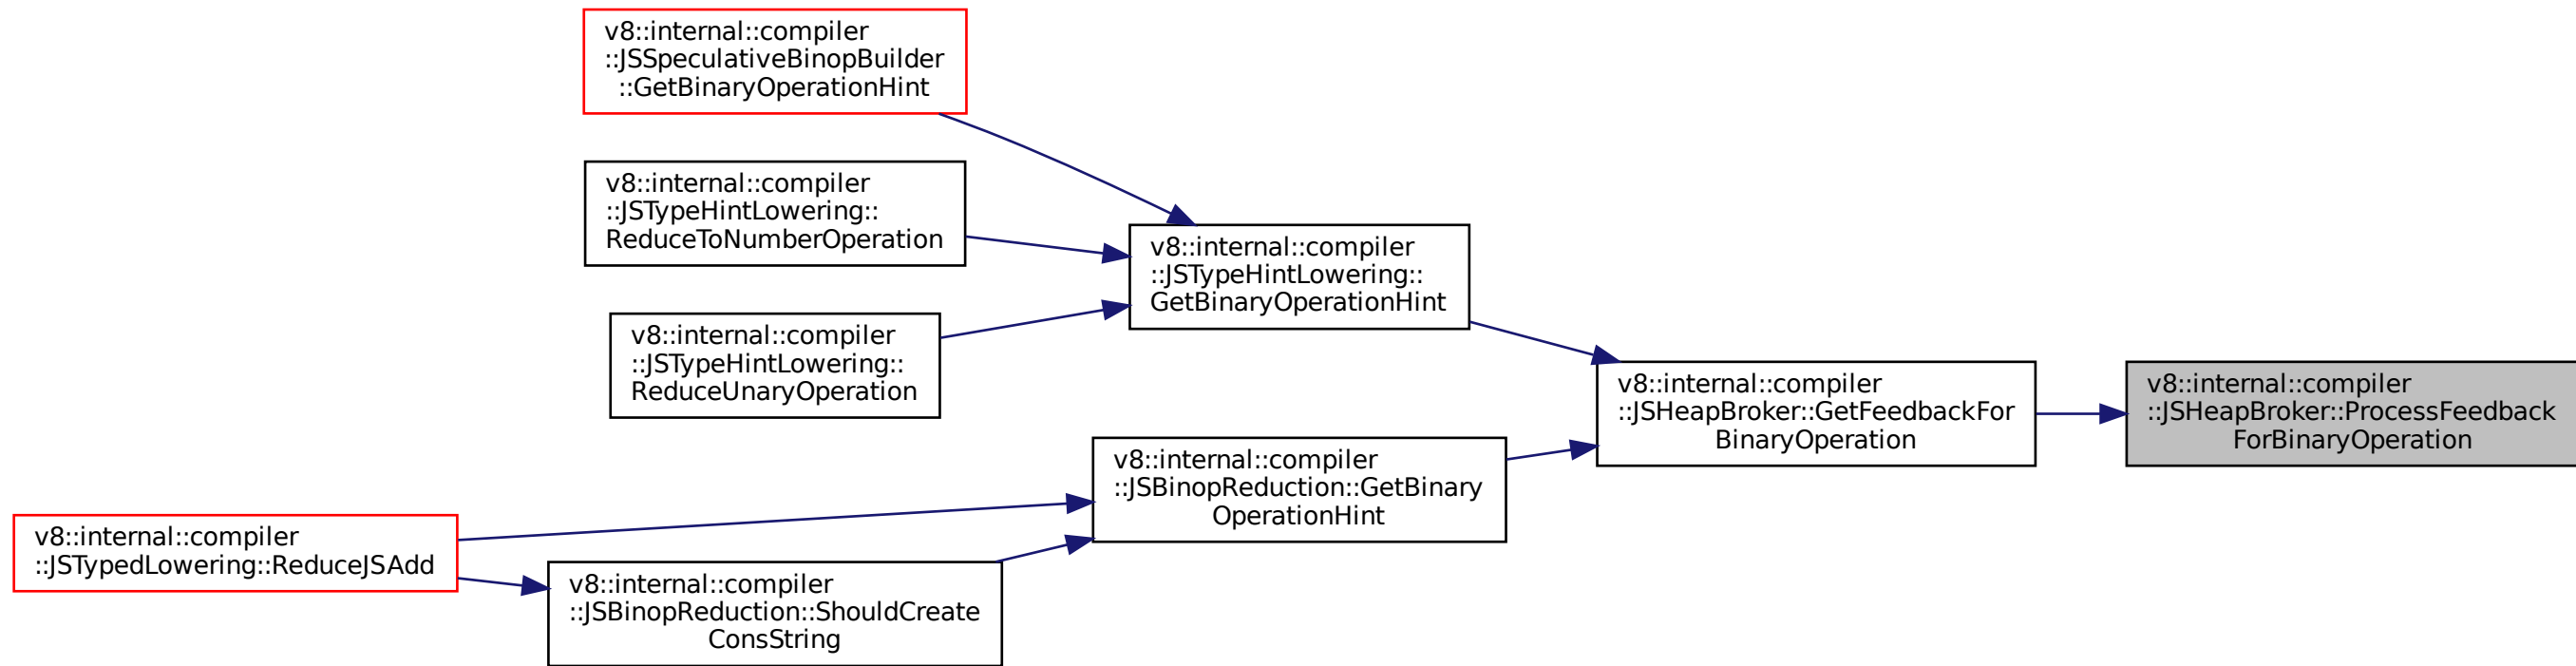 v8::internal::compiler
::JSSpeculativeBinopBuilder
::GetBinaryOperationHint
v8::internal::compiler
::JSTypeHintLowering::
ReduceToNumberOperation
v8::internal::compiler
::JSTypeHintLowering::
GetBinaryOperationHint
v8::internal::compiler
::JSTypeHintLowering::
ReduceUnaryOperation
v8::internal::compiler
::JSHeapBroker::GetFeedbackFor
BinaryOperation
v8::internal::compiler
::JSHeapBroker::ProcessFeedback
ForBinaryOperation
v8::internal::compiler
::JSBinopReduction::GetBinary
OperationHint
v8::internal::compiler
::JSTypedLowering::ReduceJSAdd
v8::internal::compiler
::JSBinopReduction::ShouldCreate
ConsString